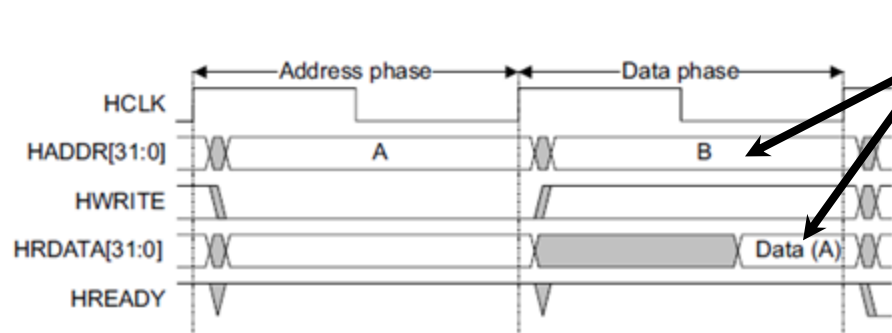 Address phase Data phase
HCLK
HADDR[31:0] A B
HWRITE
HRDATA[31:0] Data (A)
HREADY